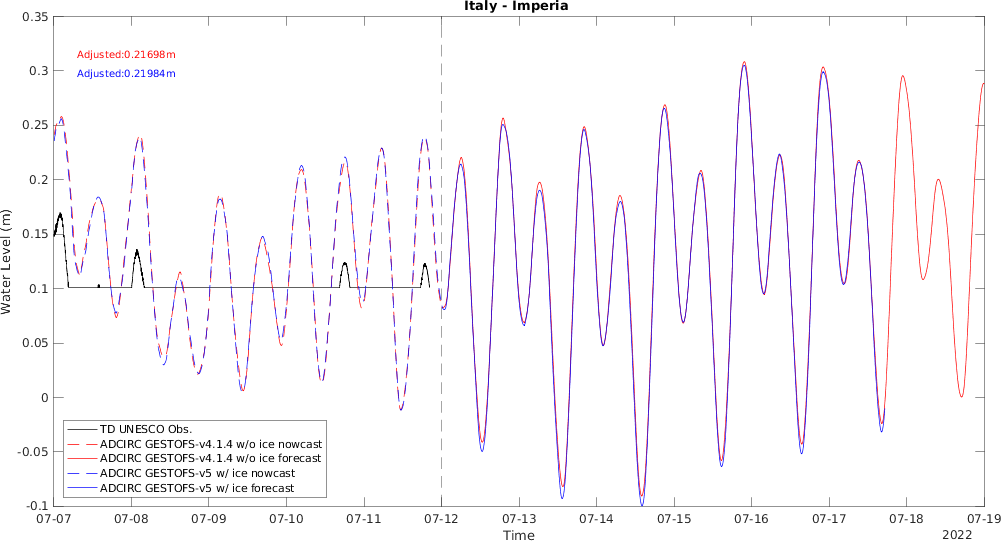 Italy - Imperia
Adjusted:0.21698m
Adjusted:0.21984m
0.35
0.3
0.25
0.2
0.15
0.1
0.05
0
-0.05
-0.1
Water Level (m)
TD UNESCO Obs.
ADCIRC GESTOFS-v4.1.4 w/o ice nowcast
ADCIRC GESTOFS-v4.1.4 w/o ice forecast
ADCIRC GESTOFS-v5 w/ ice nowcast
ADCIRC GESTOFS-v5 w/ ice forecast
07-07 07-08 07-09 07-10 07-11 07-12 07-13 07-14 07-15 07-16 07-17 07-18 07-19
Time
2022